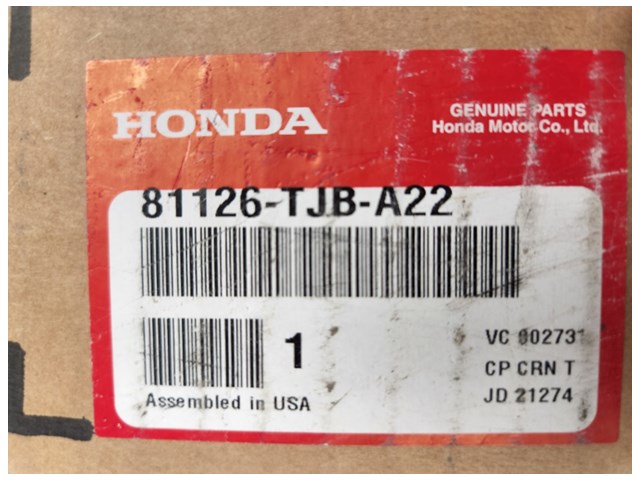 HONDA
GENUINE PARTS
Honda Motor Co., Ltd.
81126-TJB-A22
1
VC 002731
CP CRN T
JD 21274
Assembled in USA